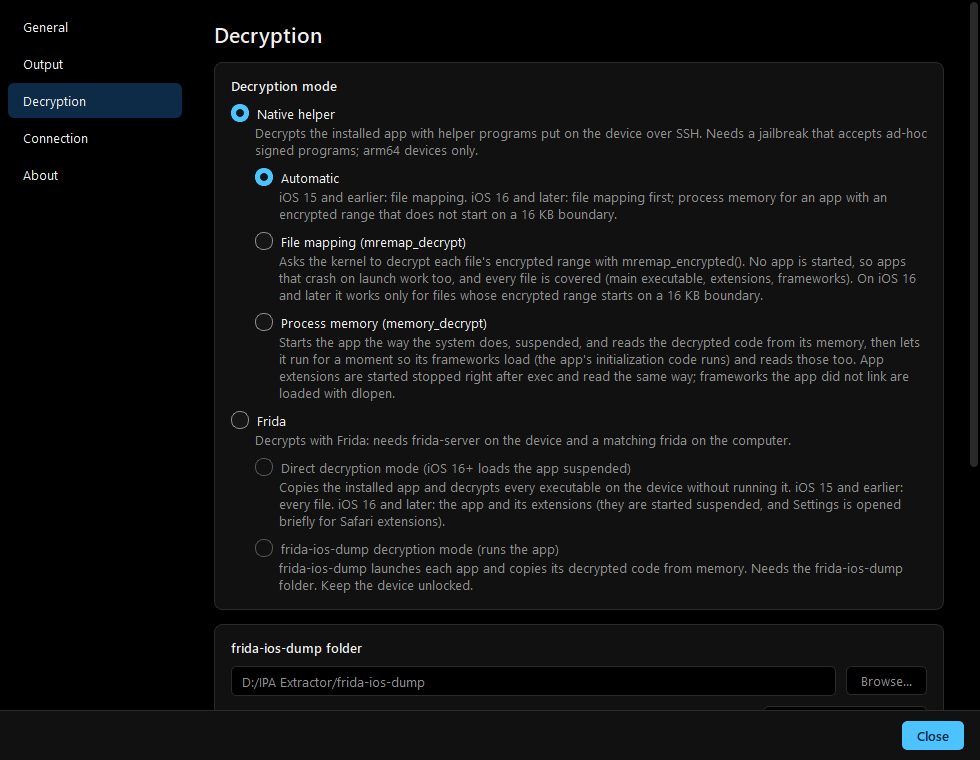 General
Output
Decryption
Connection
About
Decryption
Decryption mode
Native helper
Decrypts the installed app with helper programs put on the device over SSH. Needs a jailbreak that accepts ad-hoc
signed programs; arm64 devices only.
Automatic
iOS 15 and earlier: file mapping. iOS 16 and later: file mapping first; process memory for an app with an
encrypted range that does not start on a 16 KB boundary.
File mapping (mremap_decrypt)
Asks the kernel to decrypt each file's encrypted range with mremap_encrypted(). No app is started, so apps
that crash on launch work too, and every file is covered (main executable, extensions, frameworks). On iOS 16
and later it works only for files whose encrypted range starts on a 16 KB boundary.
Process memory (memory_decrypt)
Starts the app the way the system does, suspended, and reads the decrypted code from its memory, then lets
it run for a moment so its frameworks load (the app's initialization code runs) and reads those too. App
extensions are started stopped right after exec and read the same way; frameworks the app did not link are
loaded with dlopen.
Frida
Decrypts with Frida: needs frida-server on the device and a matching frida on the computer.
Direct decryption mode (iOS 16+ loads the app suspended)
Copies the installed app and decrypts every executable on the device without running it. iOS 15 and earlier:
every file. iOS 16 and later: the app and its extensions (they are started suspended, and Settings is opened
briefly for Safari extensions).
frida-ios-dump decryption mode (runs the app)
frida-ios-dump launches each app and copies its decrypted code from memory. Needs the frida-ios-dump
folder. Keep the device unlocked.
frida-ios-dump folder
D:/IPA Extractor/frida-ios-dump
Browse...
Close